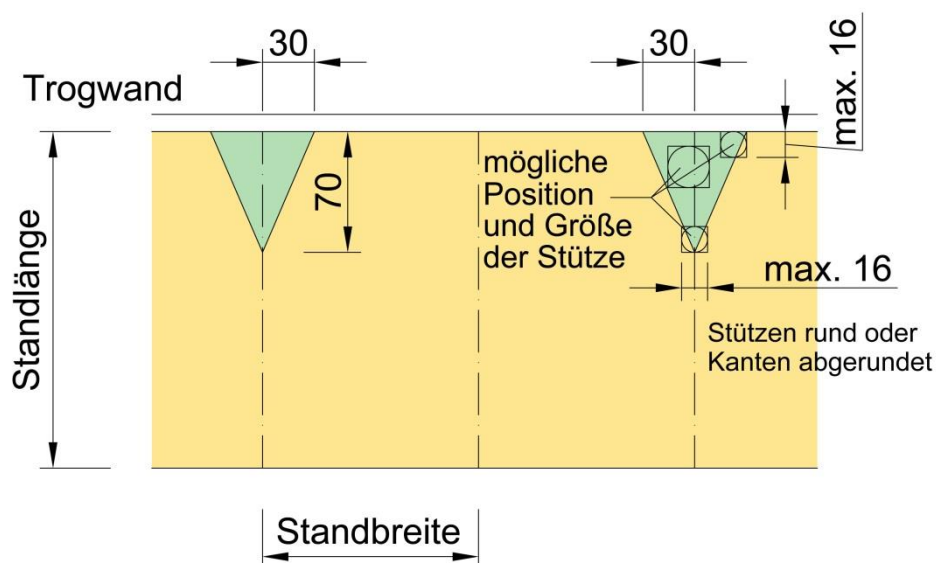 30
30
max. 16
Trogwand
70
mögliche
Position
und Größe
der Stütze
max. 16
Standlänge
Stützen rund oder
Kanten abgerundet
Standbreite